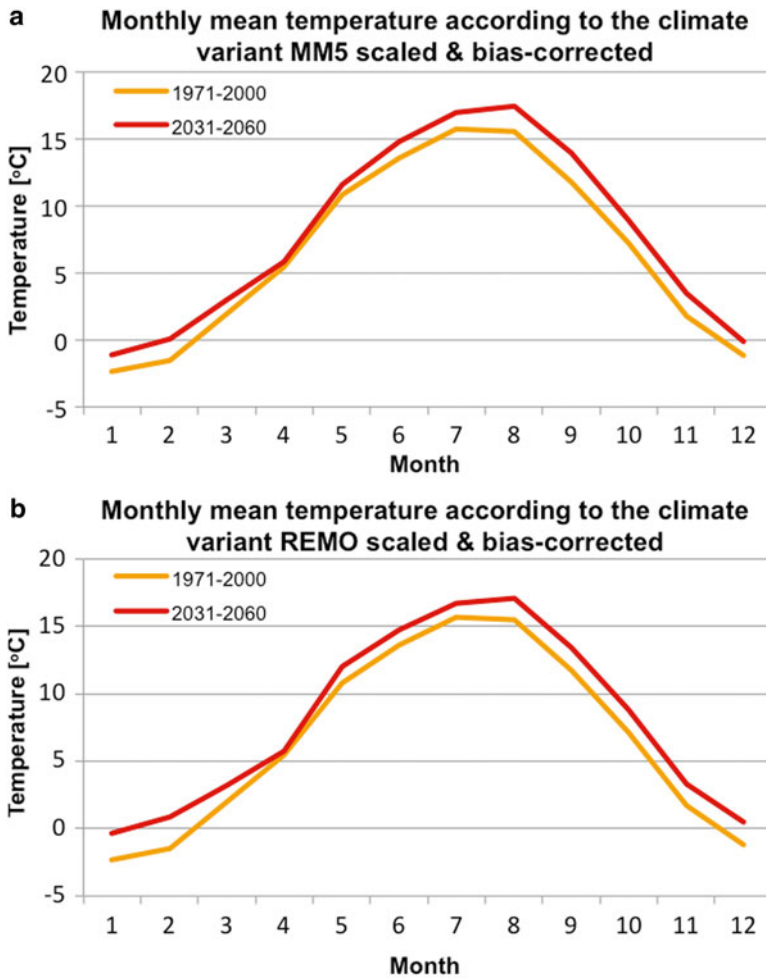 a
Monthly mean temperature according to the climate
variant MM5 scaled & bias-corrected
20
15
10
5
0
-5
Temperature [°C]
1971-2000
2031-2060
1 2 3 4 5 6 7 8 9 10 11 12
Month
b
Monthly mean temperature according to the climate
variant REMO scaled & bias-corrected
20
15
10
5
0
-5
Temperature [°C]
1971-2000
2031-2060
1 2 3 4 5 6 7 8 9 10 11 12
Month